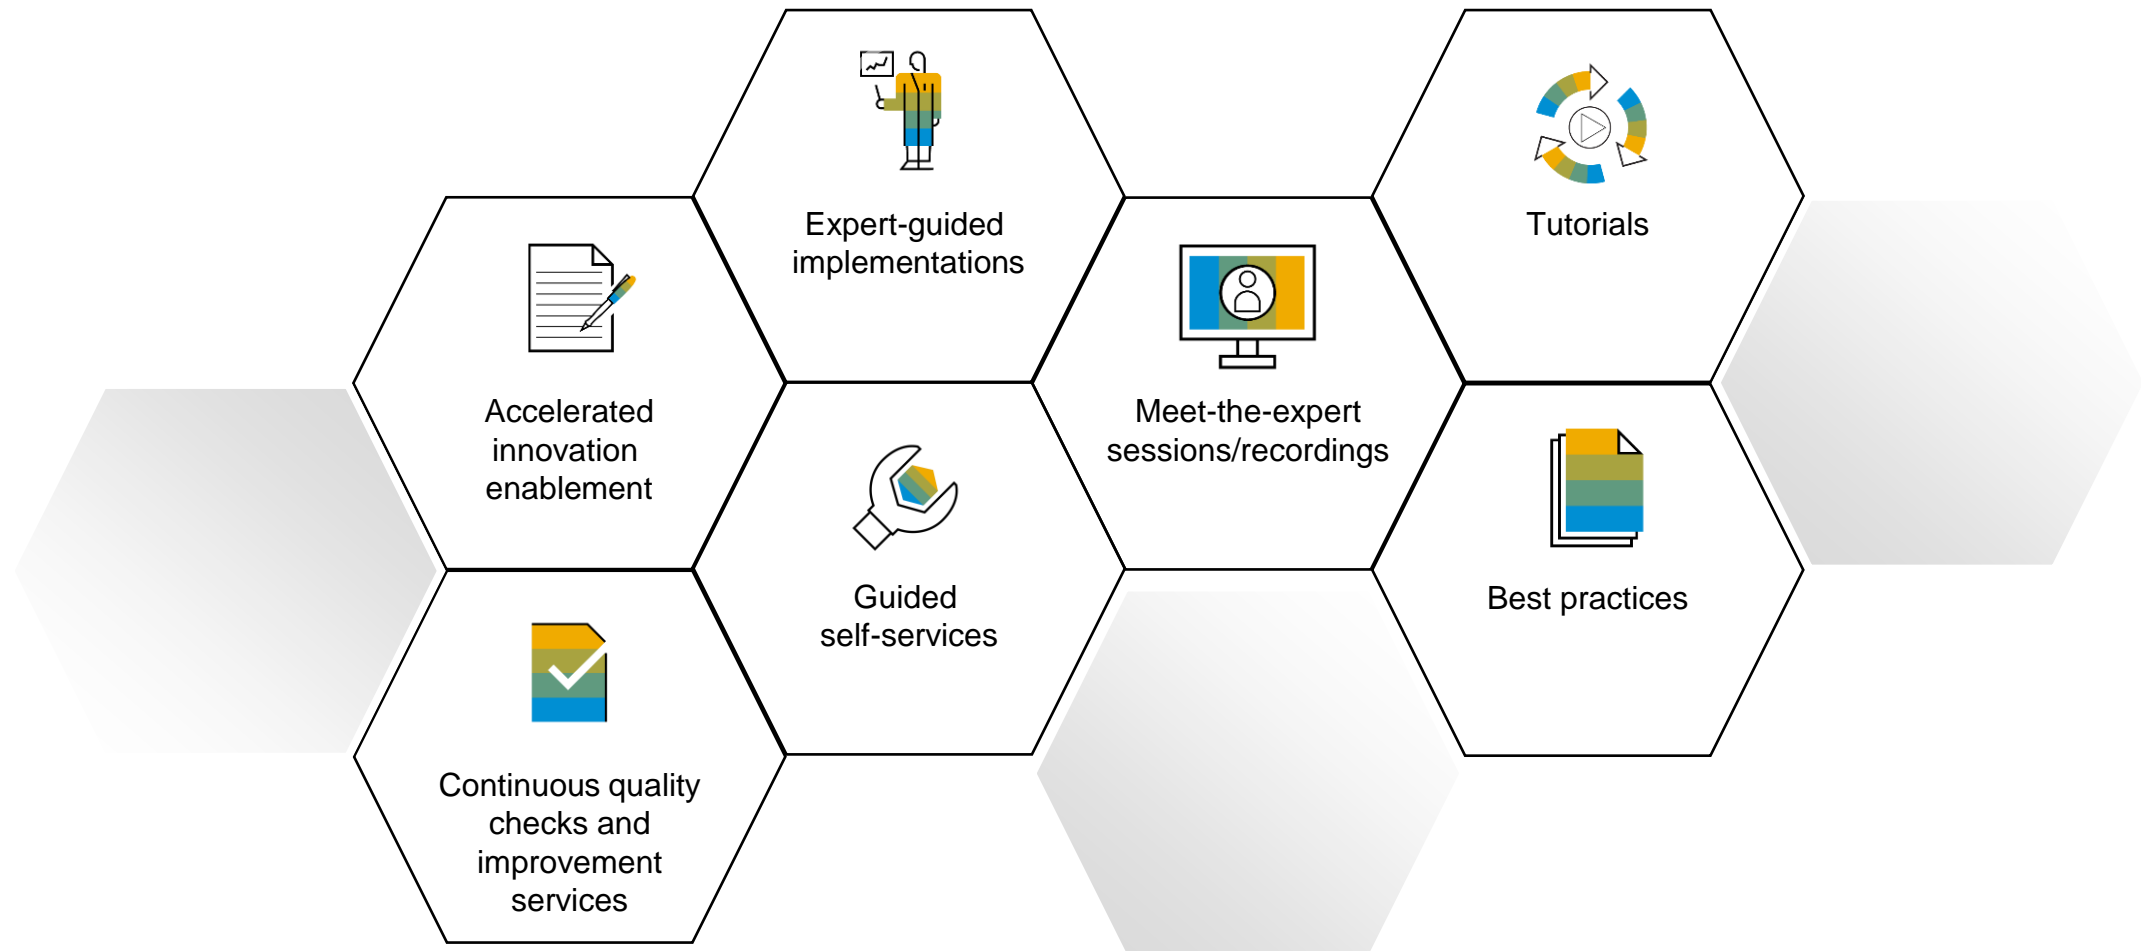 Expert-guided
implementations
Tutorials
Accelerated
innovation
enablement
Meet-the-expert
sessions/recordings
Guided
self-services
Best practices
Continuous quality
checks and
improvement
services